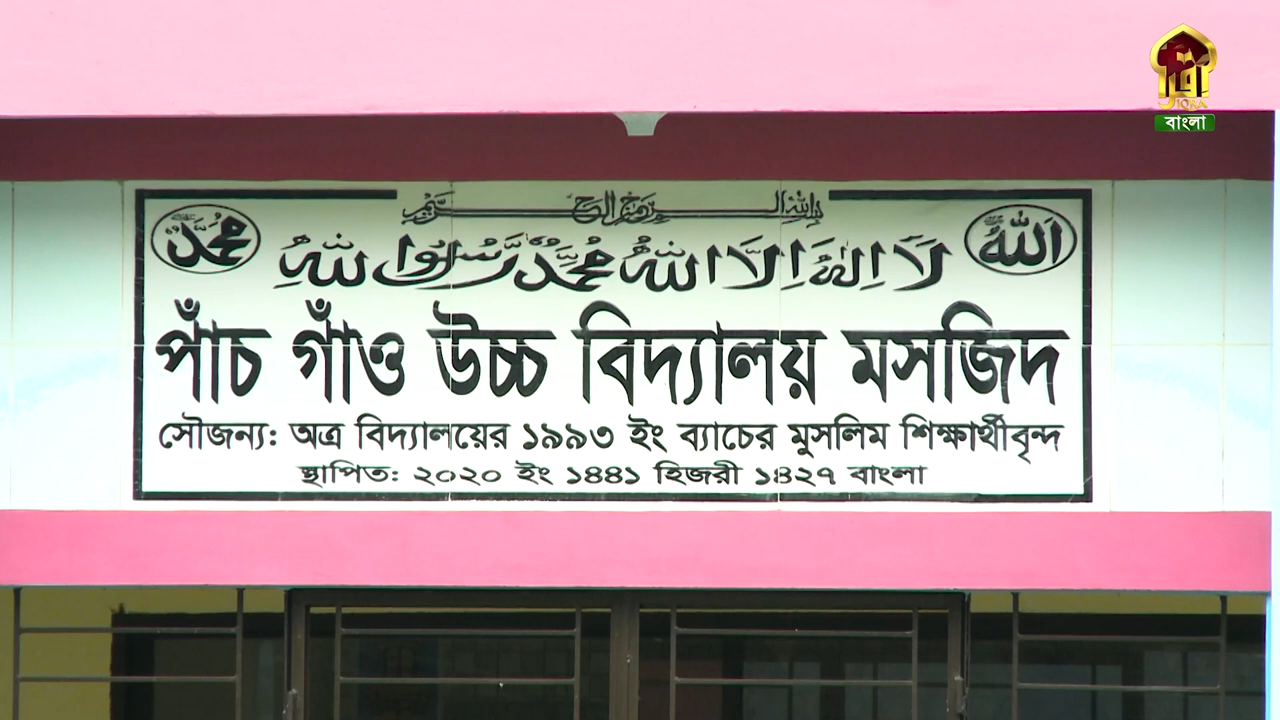 IQRA
বাংলা
بسم الله الرحمن الرحيم
محمد
الله
لا اله الا الله محمد رسول الله
পাঁচ গাঁও উচ্চ বিদ্যালয় মসজিদ
সৌজন্য: অত্র বিদ্যালয়ের ১৯৯৩ ইং ব্যাচের মুসলিম শিক্ষার্থীবৃন্দ
স্থাপিত: ২০২০ ইং ১৪৪১ হিজরী ১৪২৭ বাংলা